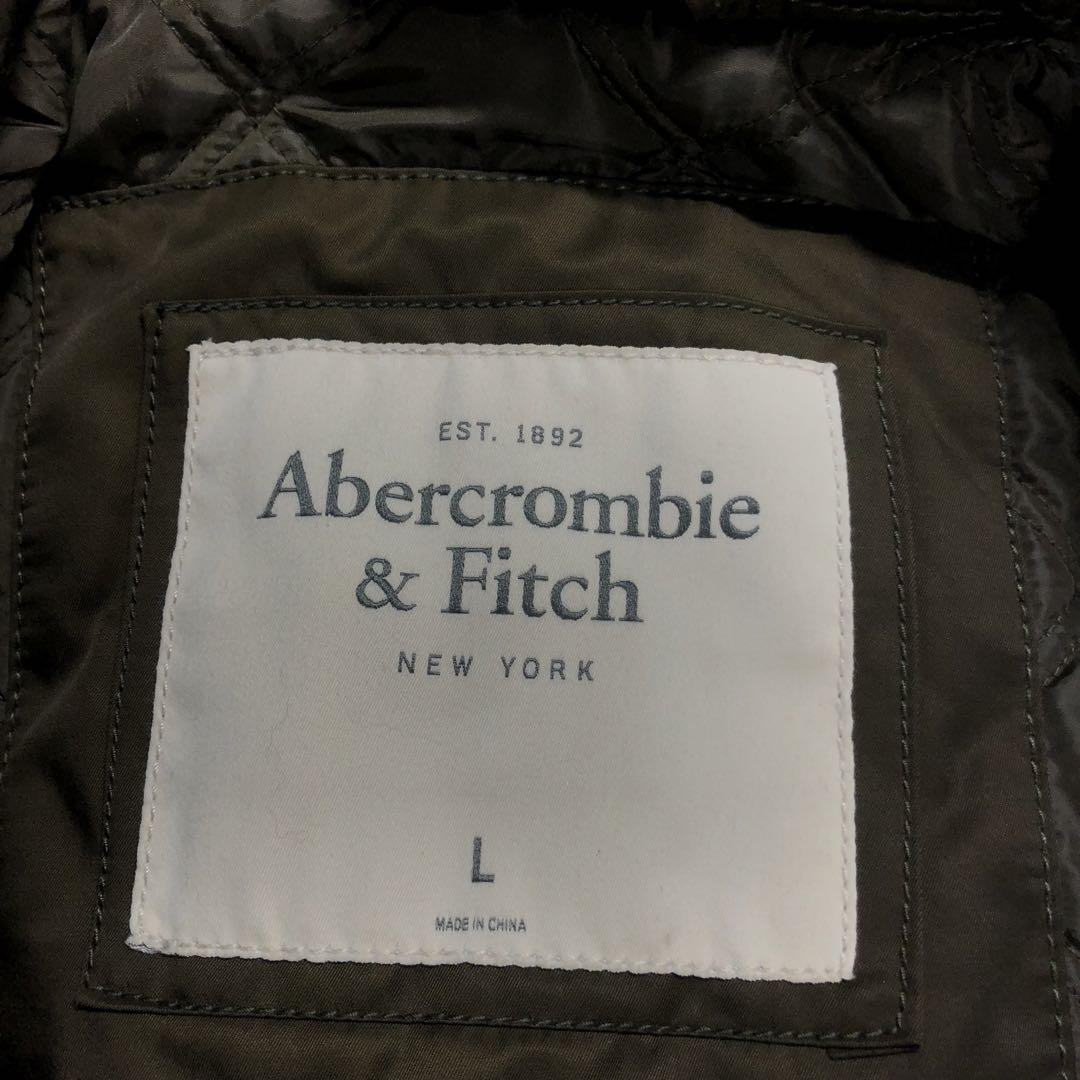 EST. 1892
Abercrombie
& Fitch
NEW YORK
L
MADE IN CHINA